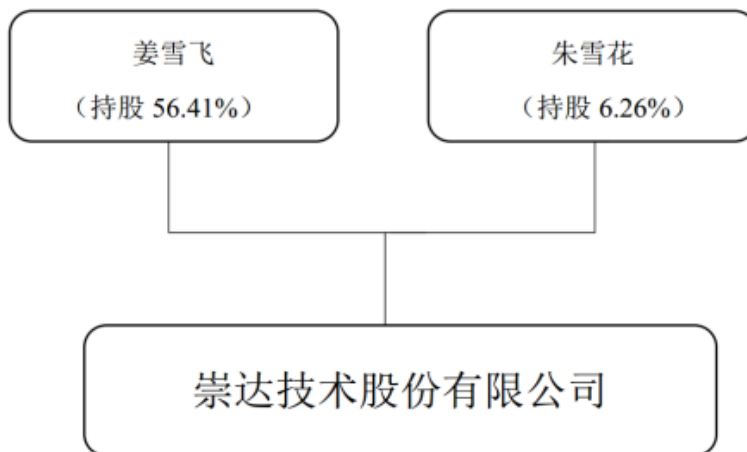 姜雪飞
（持股 56.41%）
朱雪花
（持股 6.26%）
崇达技术股份有限公司